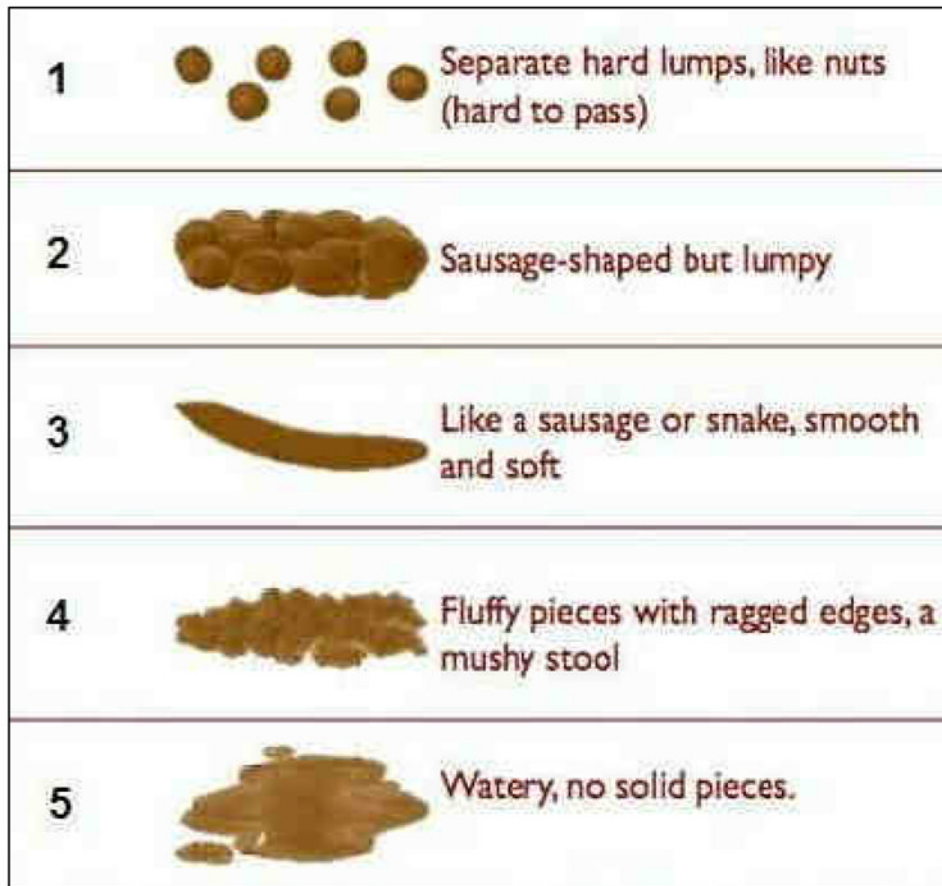 1
Separate hard lumps, like nuts
(hard to pass)
2
Sausage-shaped but lumpy
3
Like a sausage or snake, smooth
and soft
4
Fluffy pieces with ragged edges, a
mushy stool
5
Watery, no solid pieces.